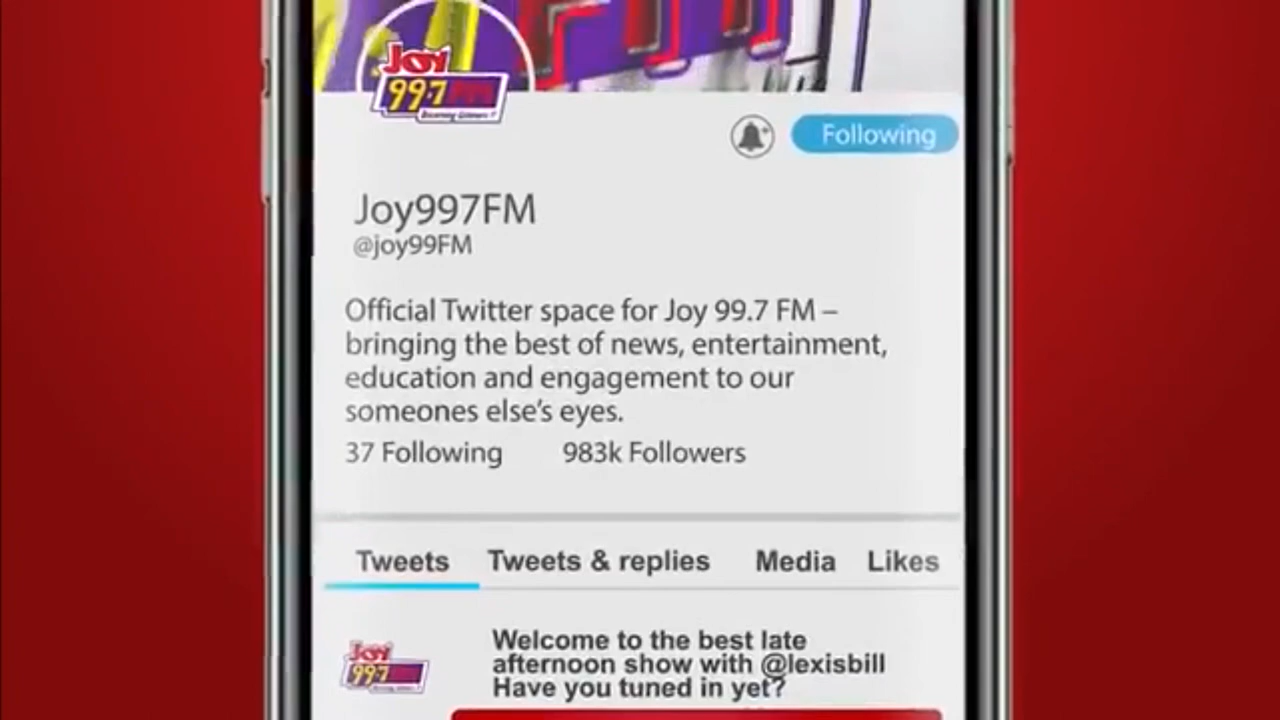 Joy
99.7 FM
Following
Joy997FM
@joy99FM
Official Twitter space for Joy 99.7 FM –
bringing the best of news, entertainment,
education and engagement to our
someones else's eyes.
37 Following 983k Followers
Tweets Tweets & replies Media Likes
Joy
99.7 FM
Welcome to the best late
afternoon show with @lexisbill
Have you tuned in yet?